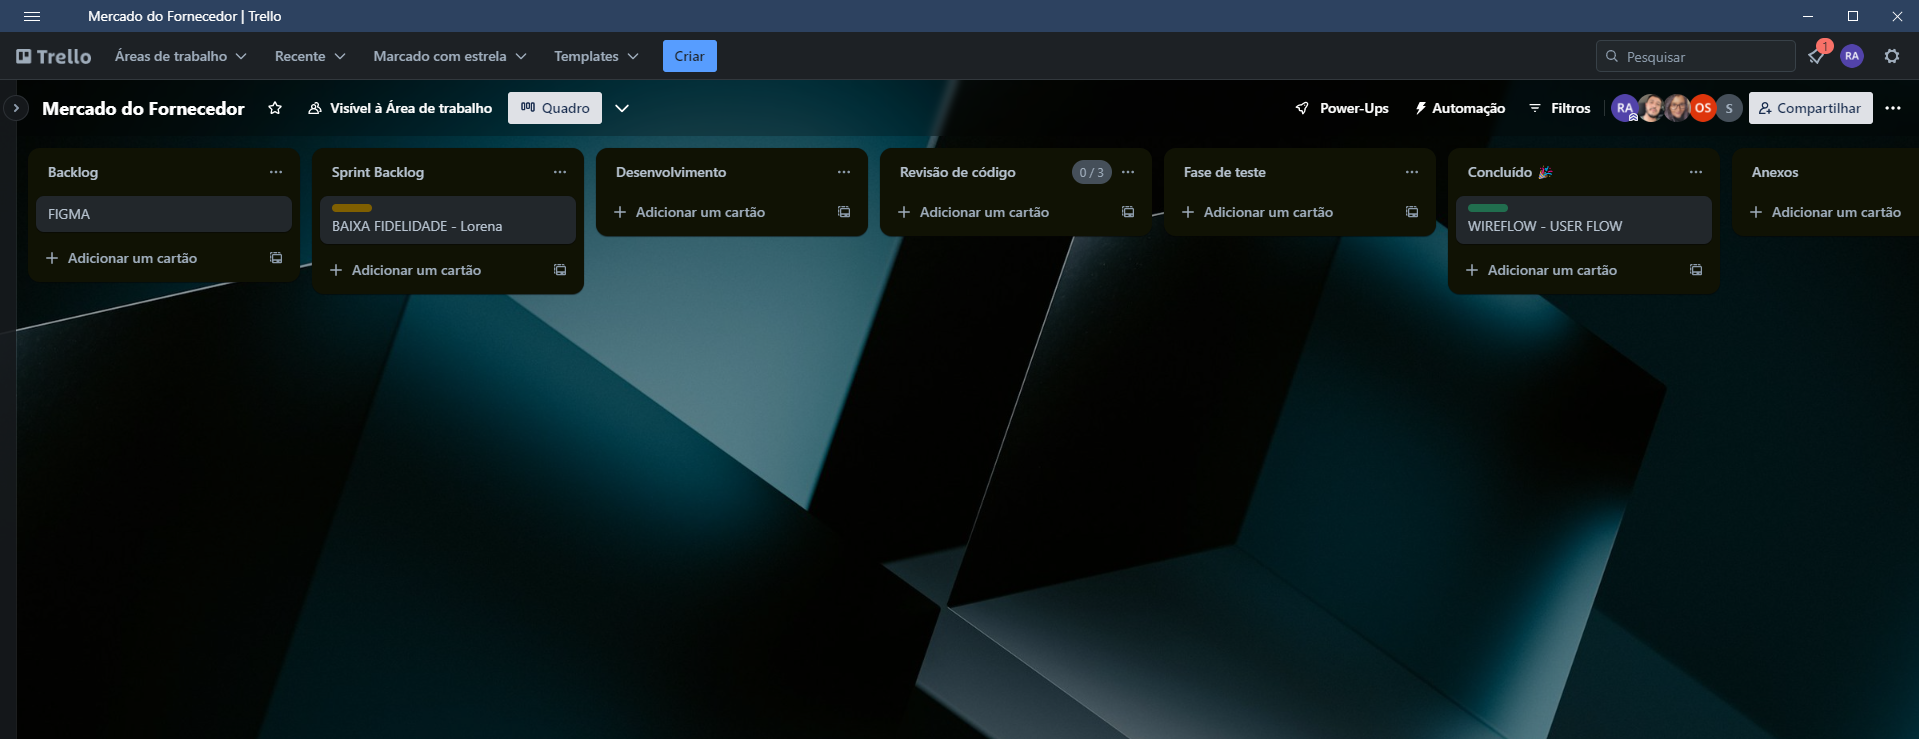 Mercado do Fornecedor | Trello
Trello
Áreas de trabalho
Recente
Marcado com estrela
Templates
Criar
Pesquisar
1
RA
Mercado do Fornecedor
Visível à Área de trabalho
Quadro
Power-Ups
Automação
Filtros
RA
OS
S
Compartilhar
Backlog
FIGMA
Adicionar um cartão
Sprint Backlog
BAIXA FIDELIDADE - Lorena
Adicionar um cartão
Desenvolvimento
Adicionar um cartão
Revisão de código
0 / 3
Adicionar um cartão
Fase de teste
Adicionar um cartão
Concluído 🎉
WIREFLOW - USER FLOW
Adicionar um cartão
Anexos
Adicionar um cartão